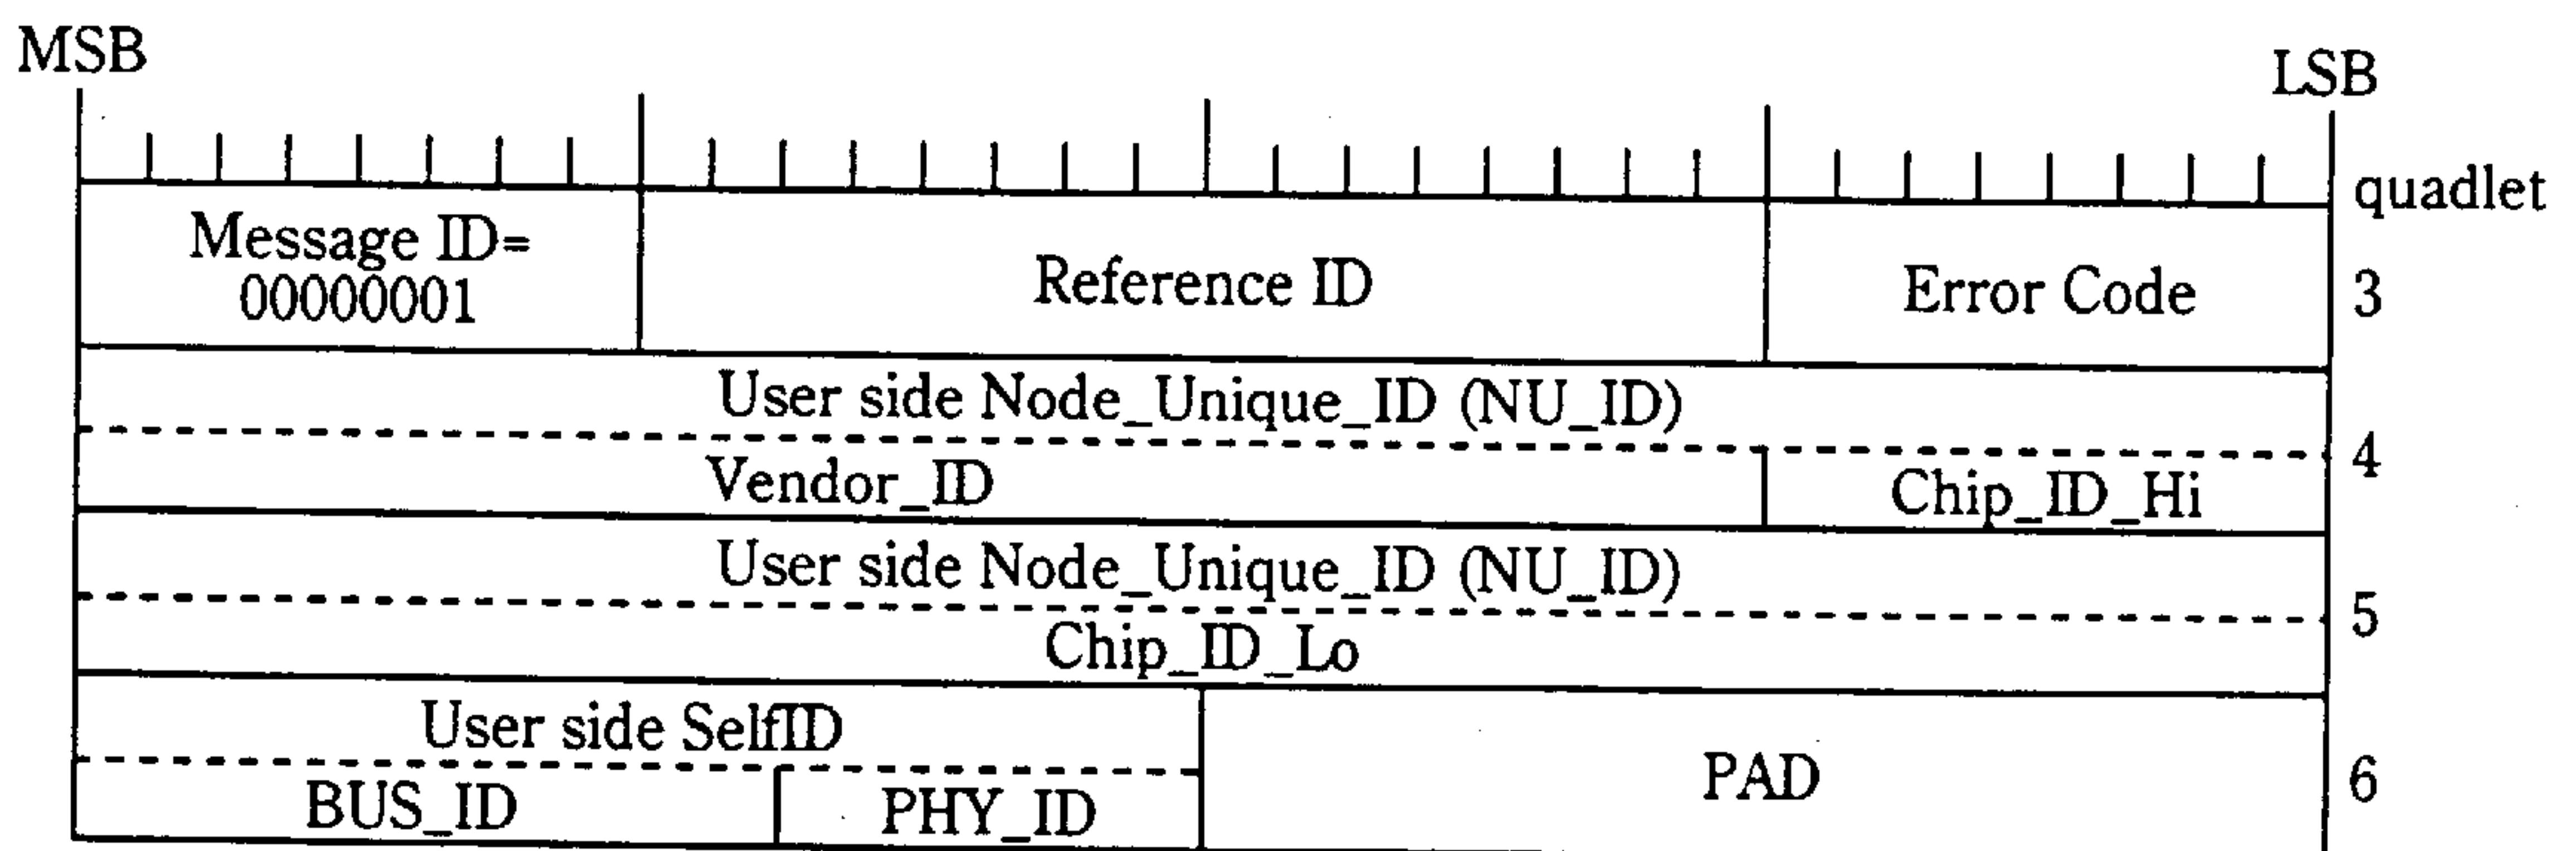 MSB
LSB
quadlet
Message ID=
00000001
Reference ID
Error Code
3
User side Node_Unique_ID (NU_ID)
4
Vendor_ID
Chip_ID_Hi
User side Node_Unique_ID (NU_ID)
5
Chip_ID_Lo
User side SelfID
PAD
6
BUS_ID
PHY_ID